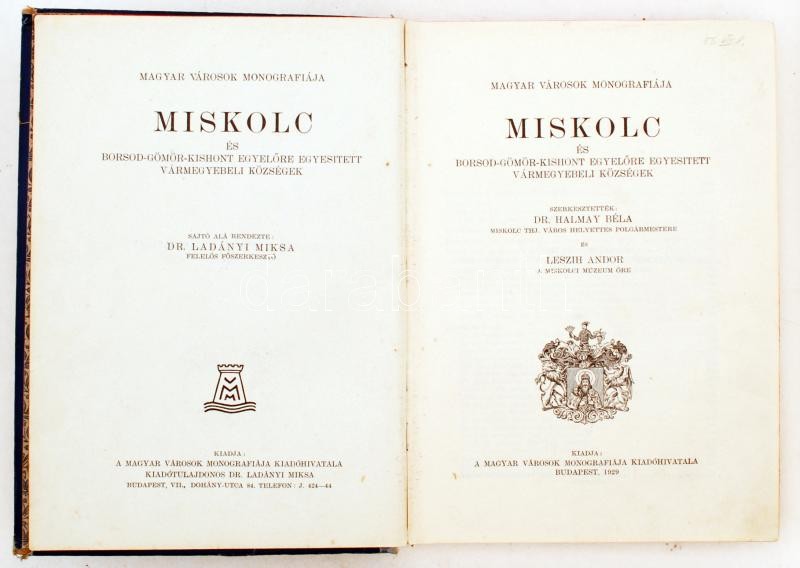 MAGYAR VÁROSOK MONOGRAFIÁJA
MISKOLC
ÉS
BORSOD-GÖMÖR-KISHONT EGYELŐRE EGYESITETT
VÁRMEGYEBELI KÖZSÉGEK
SAJTÓ ALÁ RENDEZTE:
DR. LADÁNYI MIKSA
FELELŐS FŐSZERKESZTŐ
KIADJA:
A MAGYAR VÁROSOK MONOGRAFIÁJA KIADÓHIVATALA
KIADÓTULAJDONOS DR. LADÁNYI MIKSA
BUDAPEST, VII., DOHÁNY-UTCA 84. TELEFON: J. 424—44
MAGYAR VÁROSOK MONOGRAFIÁJA
MISKOLC
ÉS
BORSOD-GÖMÖR-KISHONT EGYELŐRE EGYESITETT
VÁRMEGYEBELI KÖZSÉGEK
SZERKESZTETTÉK:
DR. HALMAY BÉLA
MISKOLC THJ. VÁROS HELYETTES POLGÁRMESTERE
ÉS
LESZIH ANDOR
A MISKOLCI MÚZEUM ŐRE
KIADJA:
A MAGYAR VÁROSOK MONOGRAFIÁJA KIADÓHIVATALA
BUDAPEST, 1929